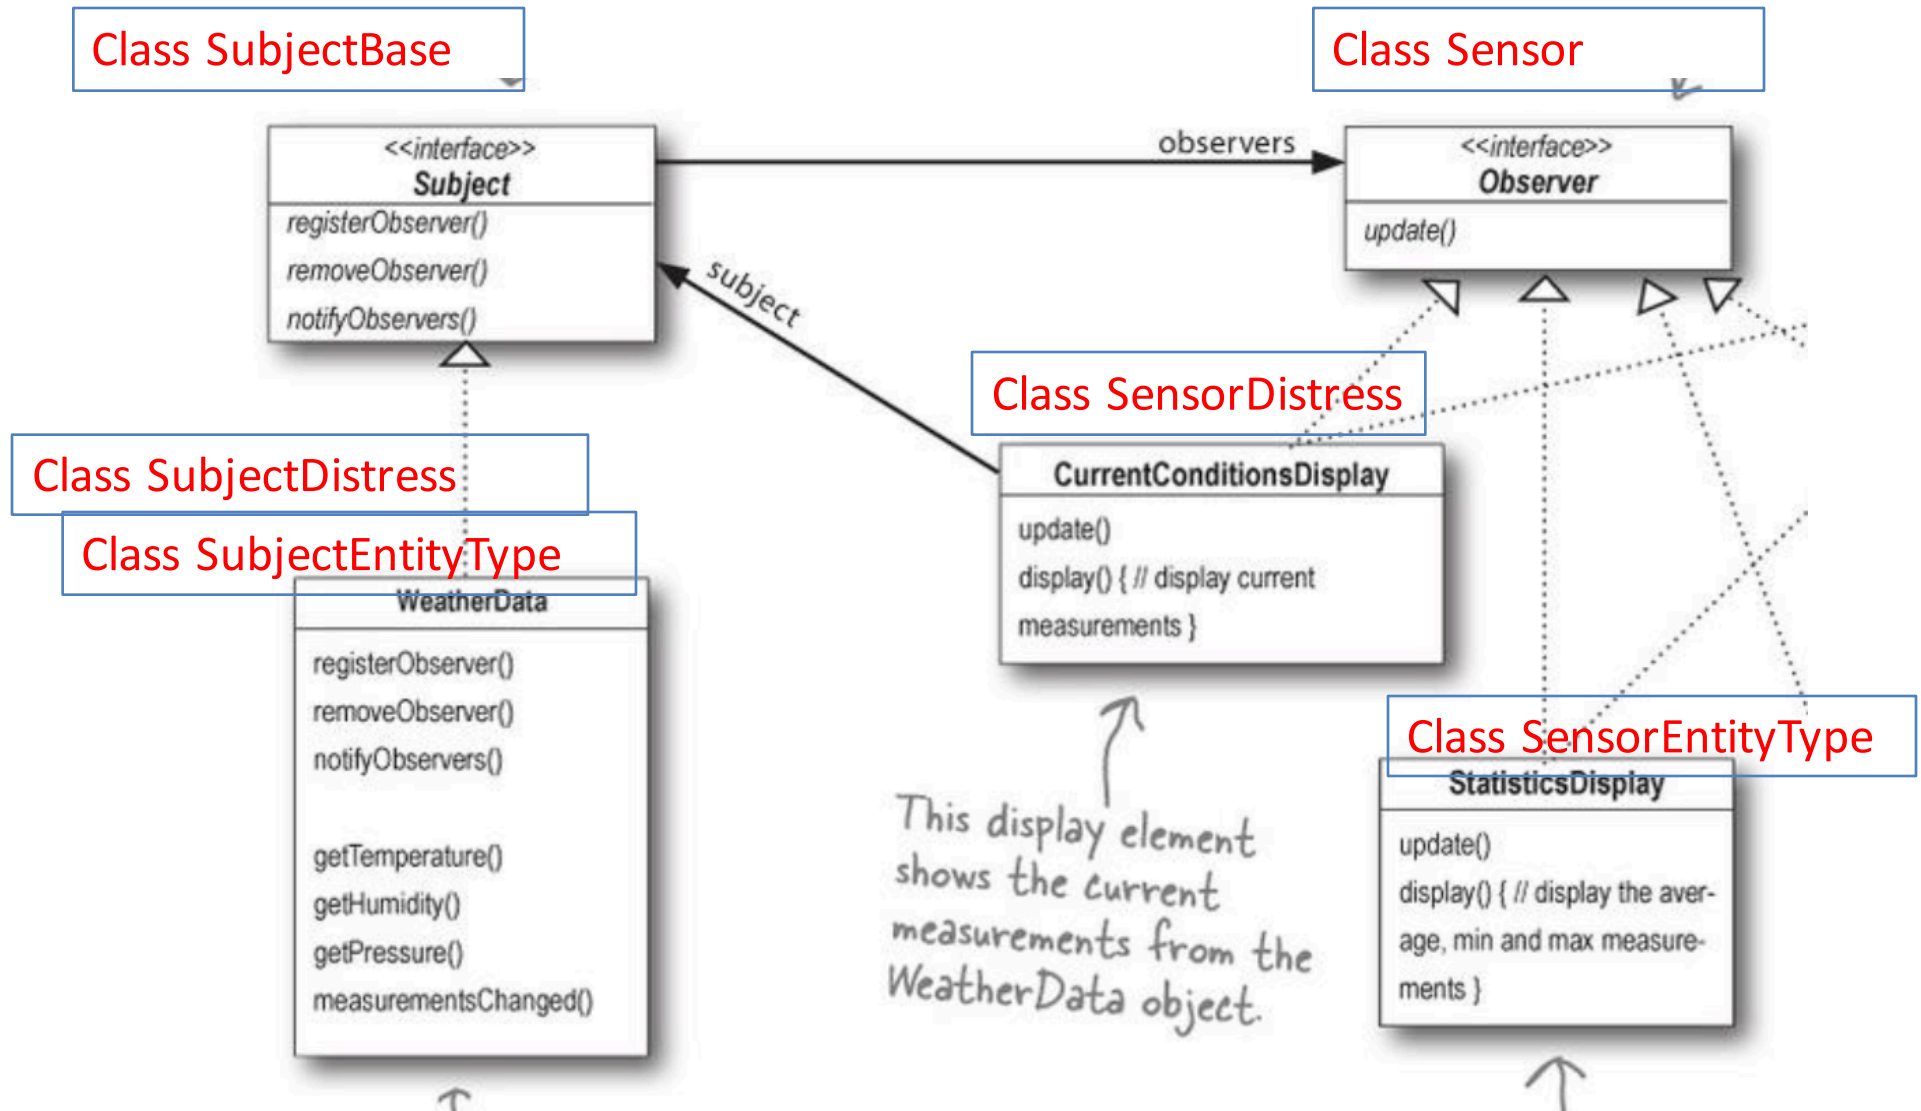 Class SubjectBase
Class Sensor
<<interface>>
Subject
registerObserver()
removeObserver()
notifyObservers()
observers
<<interface>>
Observer
update()
subject
Class SensorDistress
CurrentConditionsDisplay
update()
display() { // display current
measurements }
Class SubjectDistress
Class SubjectEntityType
WeatherData
registerObserver()
removeObserver()
notifyObservers()
getTemperature()
getHumidity()
getPressure()
measurementsChanged()
This display element
shows the current
measurements from the
WeatherData object.
Class SensorEntityType
StatisticsDisplay
update()
display() { // display the aver-
age, min and max measure-
ments }